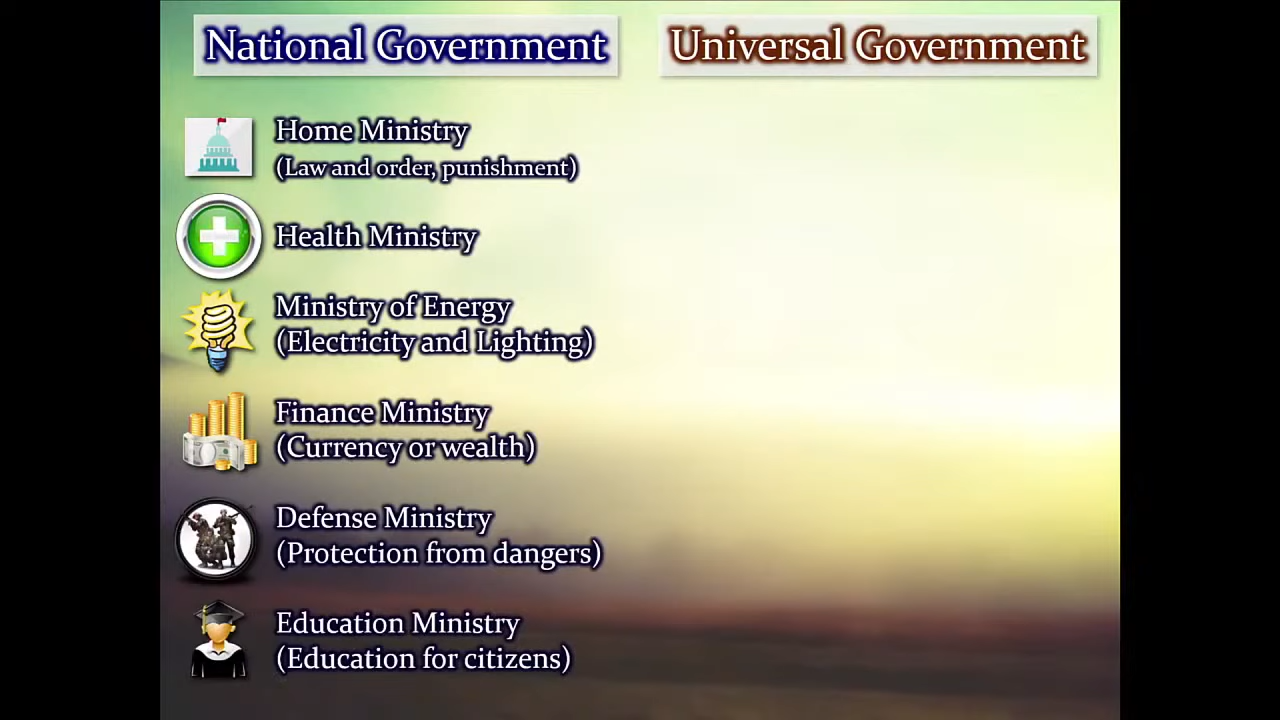 National Government
Universal Government
Home Ministry
(Law and order, punishment)
Health Ministry
Ministry of Energy
(Electricity and Lighting)
Finance Ministry
(Currency or wealth)
Defense Ministry
(Protection from dangers)
Education Ministry
(Education for citizens)